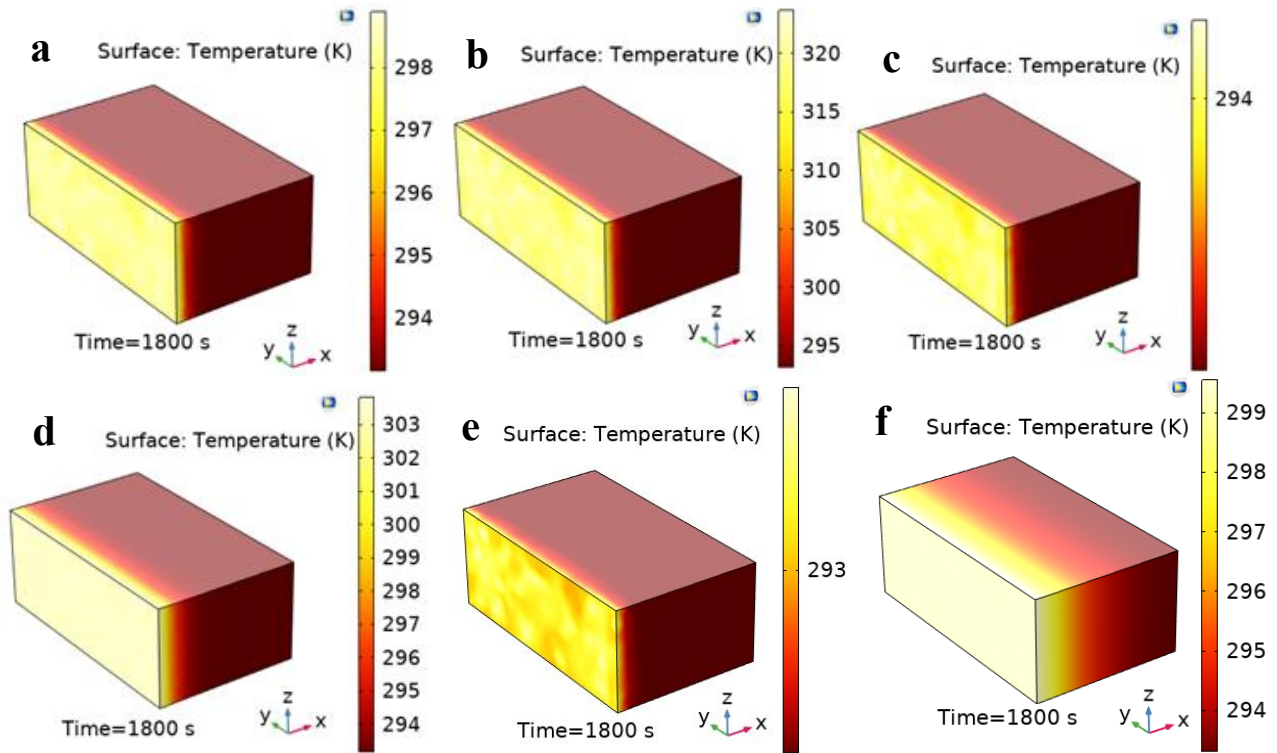 a
Surface: Temperature (K)
298
297
296
295
294
Time=1800 s
z
y
x
b
Surface: Temperature (K)
320
315
310
305
300
295
Time=1800 s
z
y
x
c
Surface: Temperature (K)
294
Time=1800 s
z
y
x
d
Surface: Temperature (K)
303
302
301
300
299
298
297
296
295
294
Time=1800 s
z
y
x
e
Surface: Temperature (K)
293
Time=1800 s
z
y
x
f
Surface: Temperature (K)
299
298
297
296
295
294
Time=1800 s
z
y
x